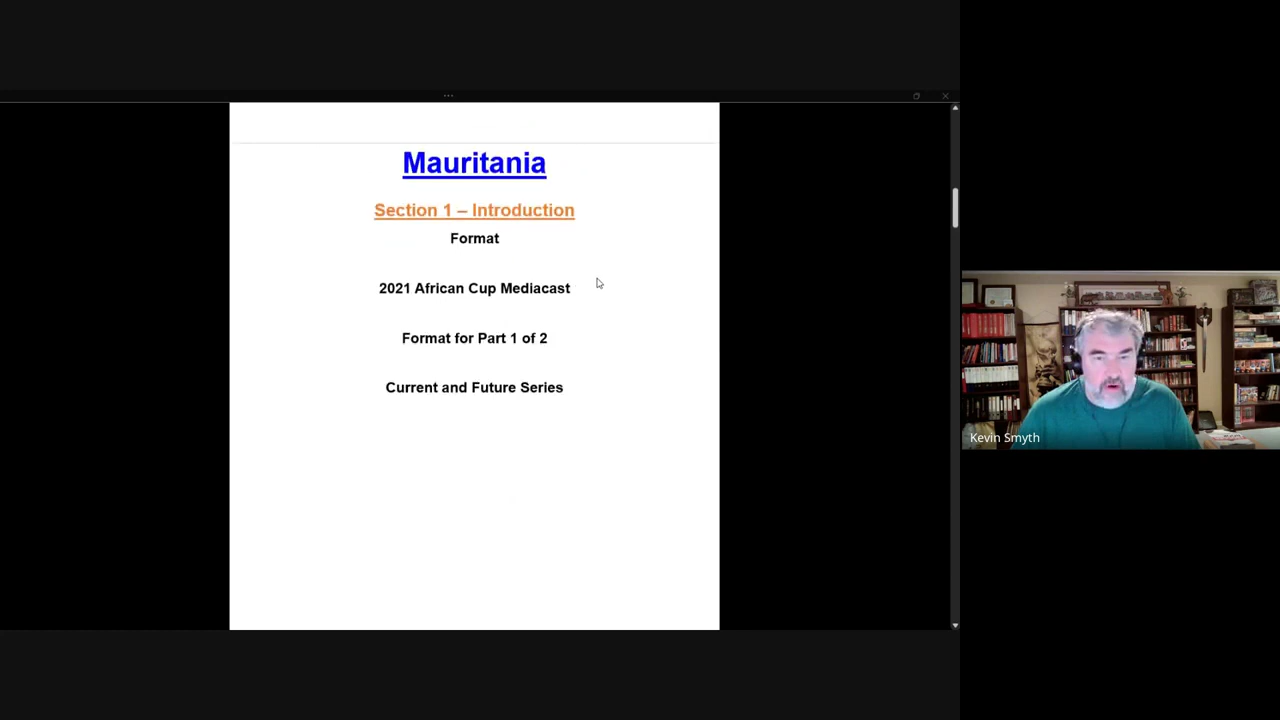 Mauritania
Section 1 – Introduction
Format
2021 African Cup Mediacast
Format for Part 1 of 2
Current and Future Series
Kevin Smyth